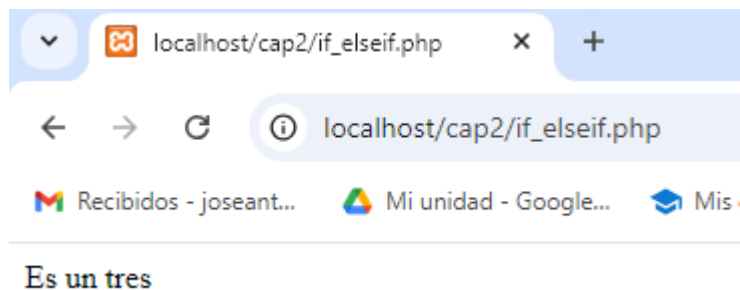 localhost/cap2/if_elseif.php
localhost/cap2/if_elseif.php
Recibidos - joseant... Mi unidad - Google... Mis
Es un tres